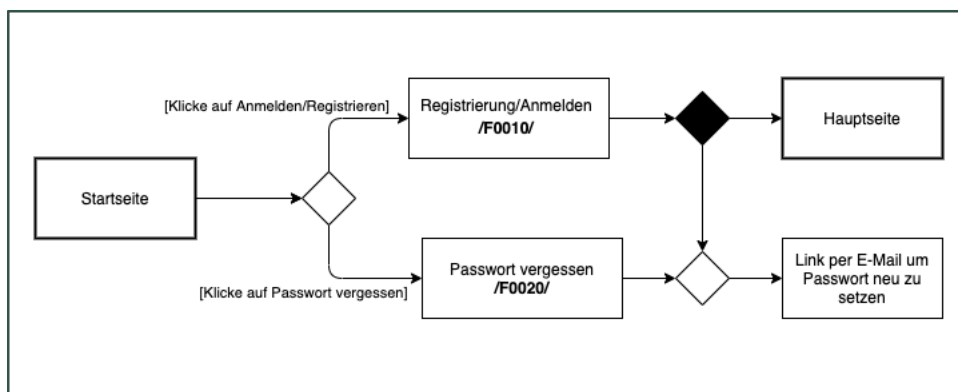 [Klicke auf Anmelden/Registrieren]
Registrierung/Anmelden
/F0010/
Hauptseite
Startseite
[Klicke auf Passwort vergessen]
Passwort vergessen
/F0020/
Link per E-Mail um
Passwort neu zu
setzen